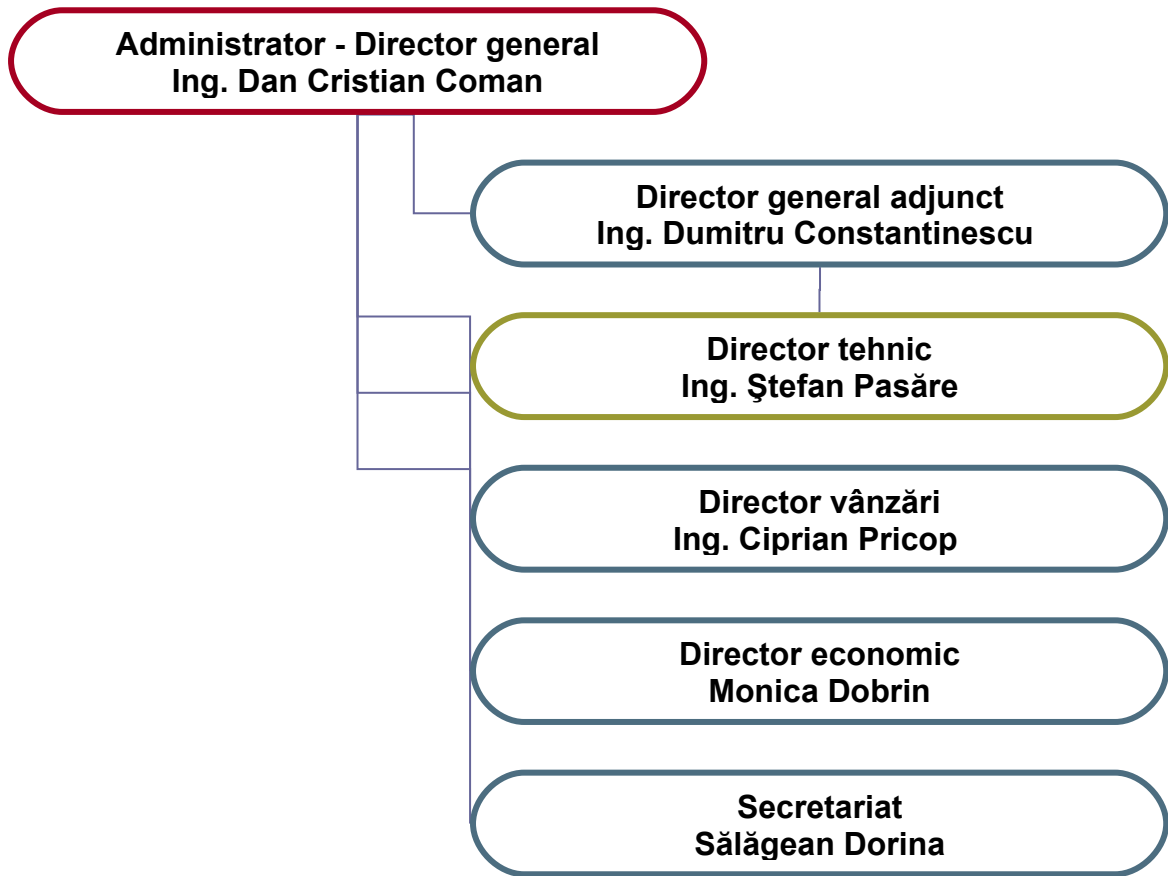 Administrator - Director general
Ing. Dan Cristian Coman
Director general adjunct
Ing. Dumitru Constantinescu
Director tehnic
Ing. Ştefan Pasăre
Director vânzări
Ing. Ciprian Pricop
Director economic
Monica Dobrin
Secretariat
Sălăgean Dorina